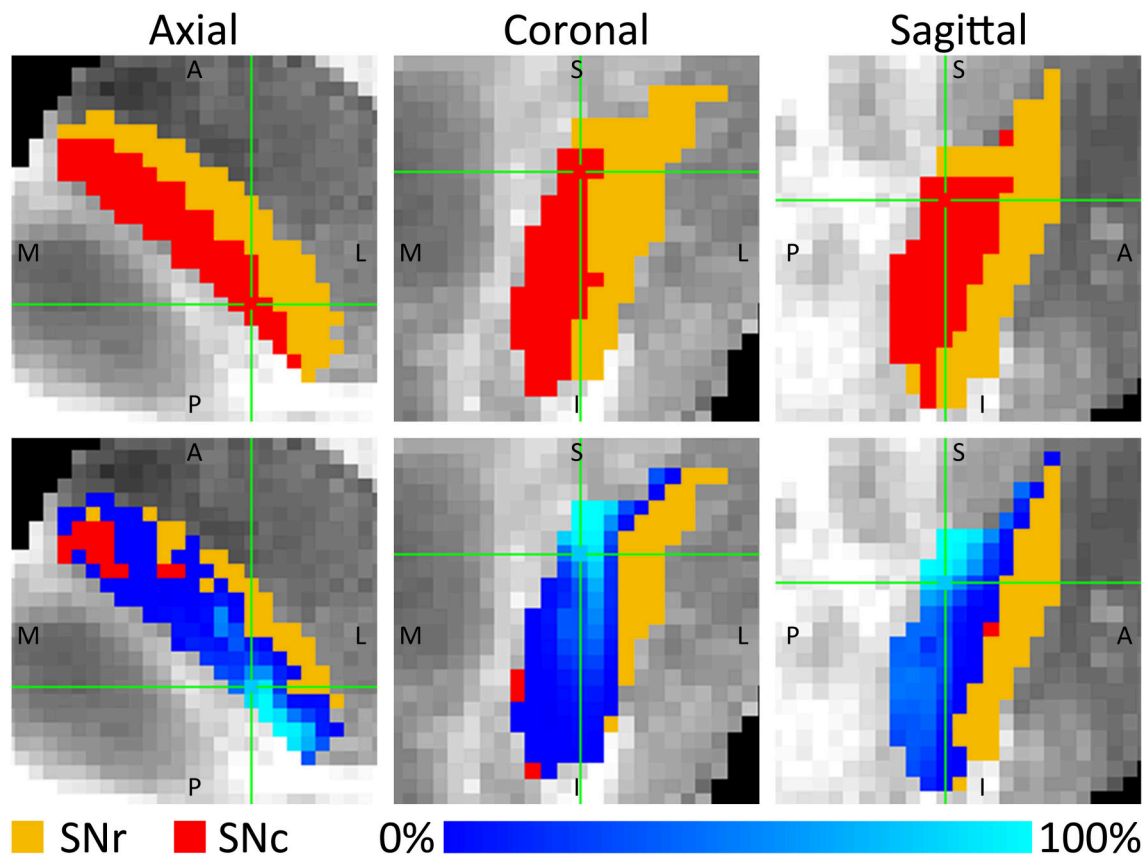 Axial Coronal Sagittal
A S S
M L M L P A
P I I
A S S
M L M L P A
P I I
SNr SNc 0% 100%